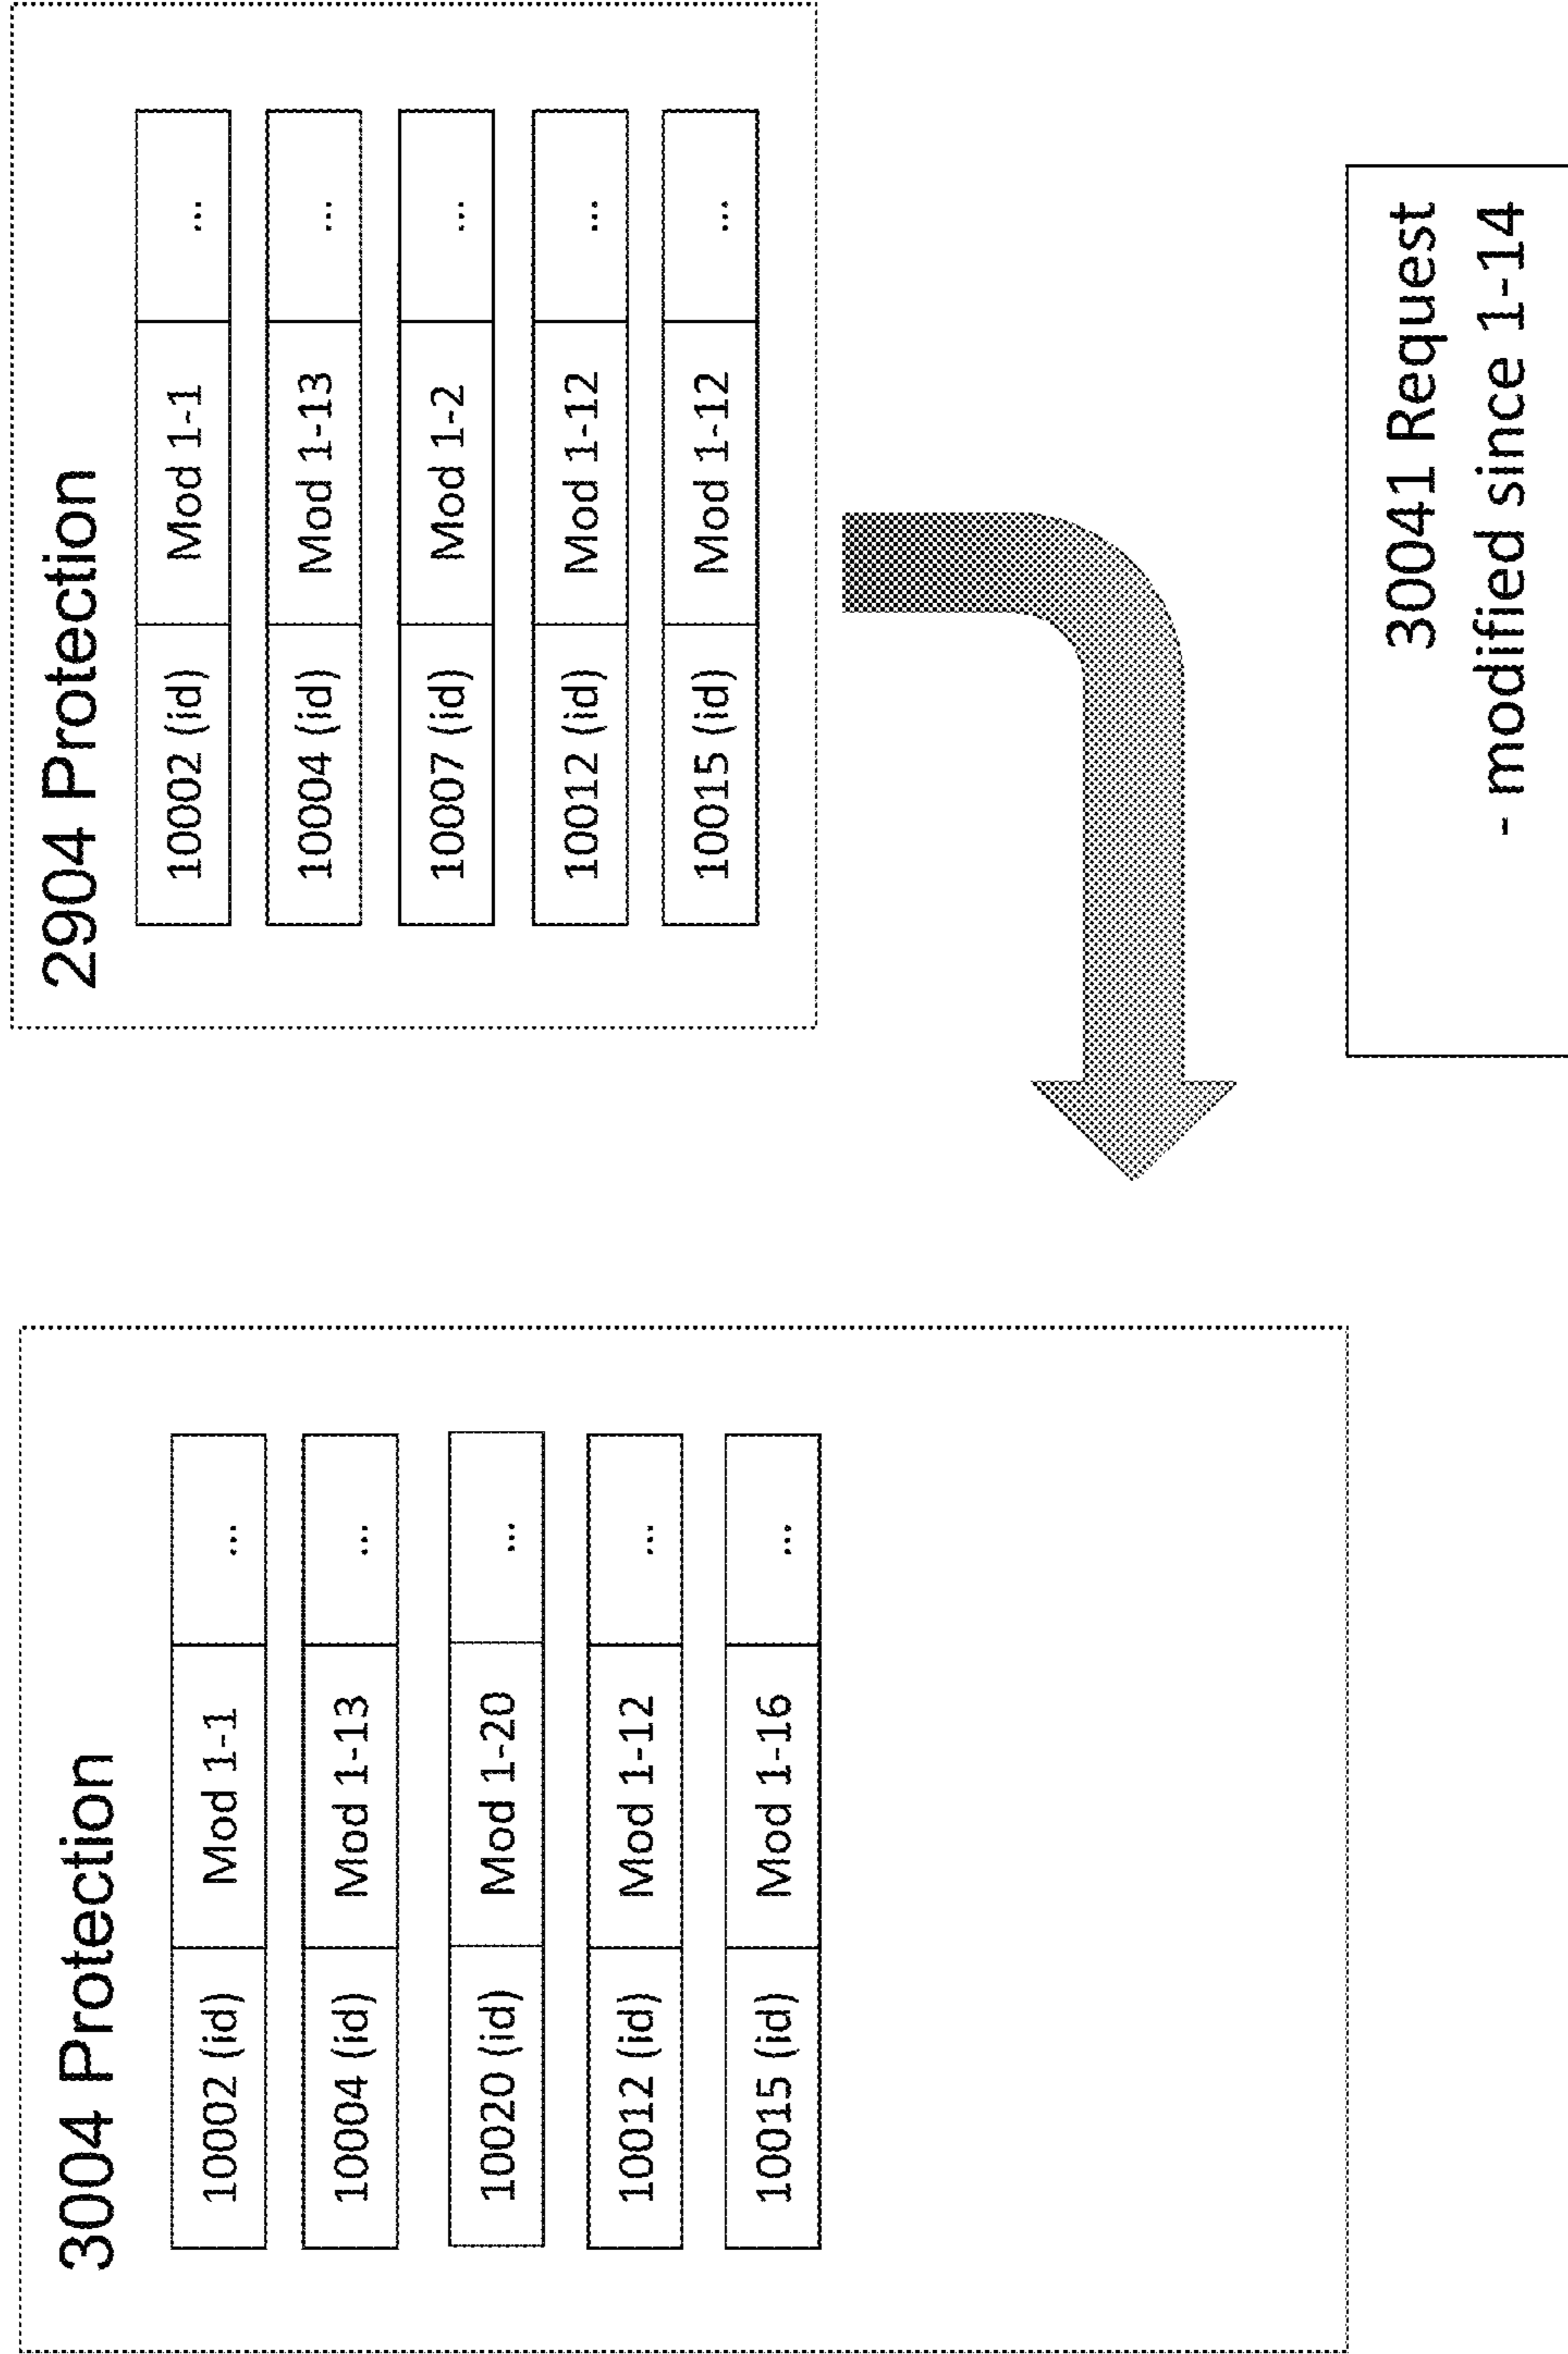 3004 Protection
10002 (id) Mod 1-1 ...
10004 (id) Mod 1-13 ...
10020 (id) Mod 1-20 ...
10012 (id) Mod 1-12 ...
10015 (id) Mod 1-16 ...
2904 Protection
10002 (id) Mod 1-1 ...
10004 (id) Mod 1-13 ...
10007 (id) Mod 1-2 ...
10012 (id) Mod 1-12 ...
10015 (id) Mod 1-12 ...
30041 Request
- modified since 1-14